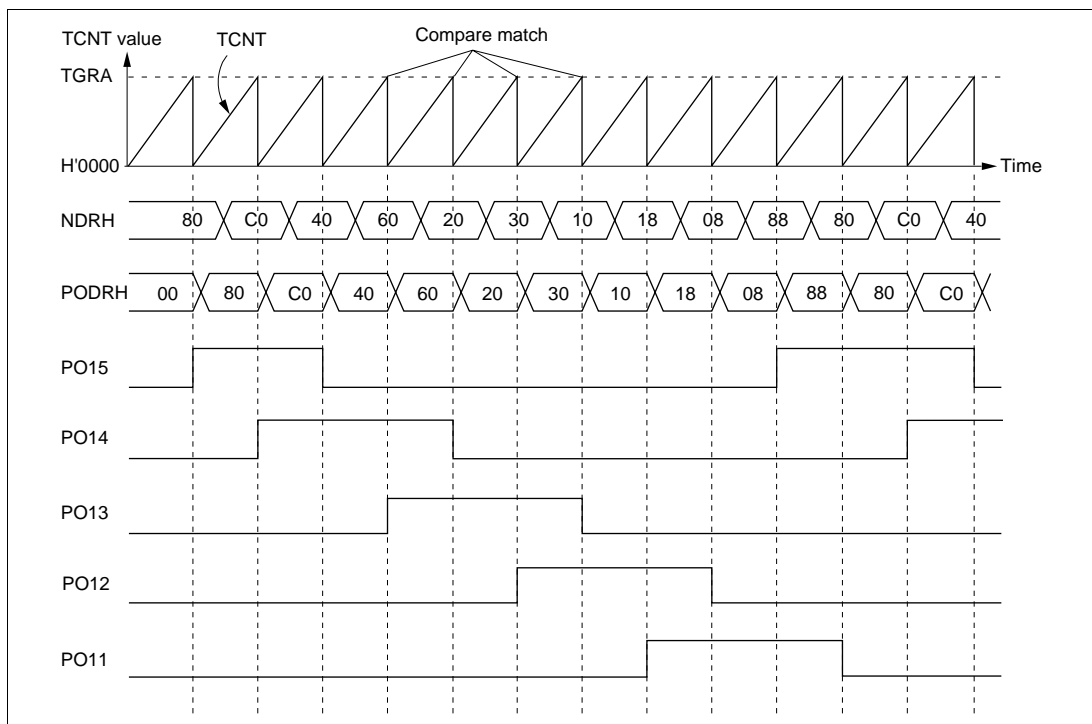 TCNT value
TCNT
Compare match
TGRA
H'0000
Time
NDRH 80 C0 40 60 20 30 10 18 08 88 80 C0 40
PODRH 00 80 C0 40 60 20 30 10 18 08 88 80 C0
PO15
PO14
PO13
PO12
PO11